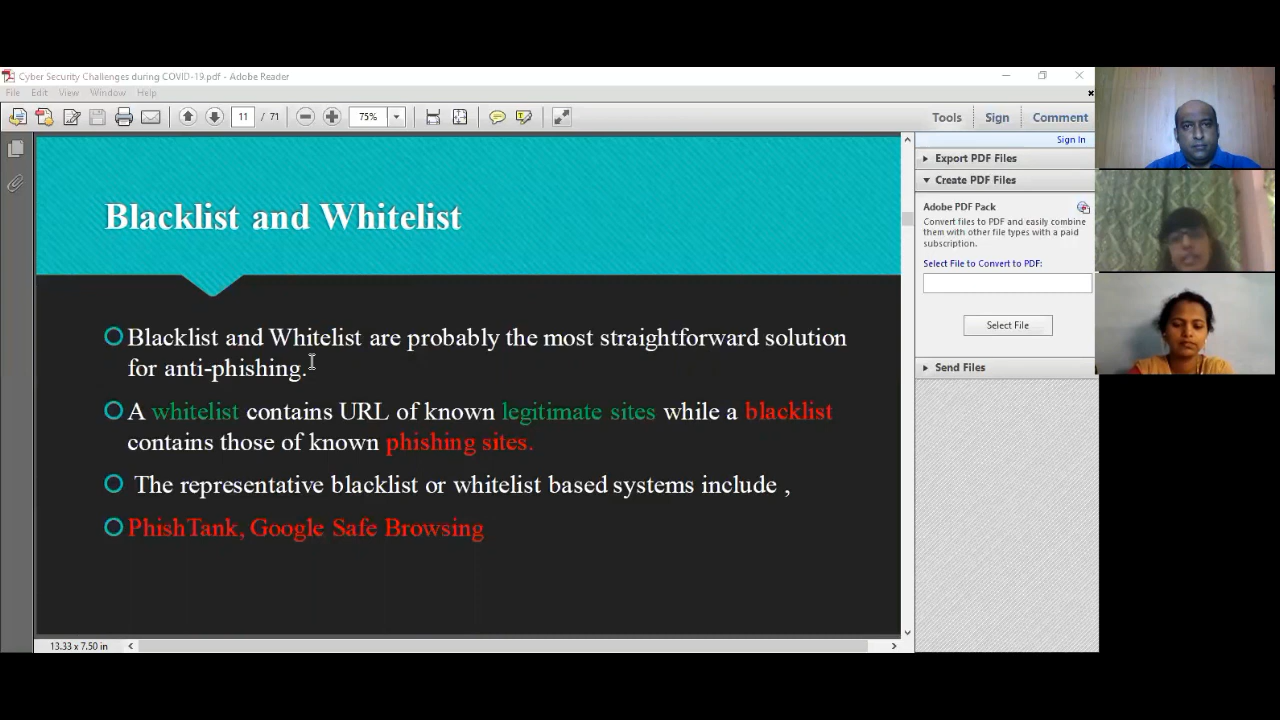 Cyber Security Challenges during COVID-19.pdf - Adobe Reader
File Edit View Window Help
11 / 71 75% Tools Sign Comment
Sign In
Export PDF Files
Create PDF Files
Adobe PDF Pack
Convert files to PDF and easily combine
them with other file types with a paid
subscription.
Select File to Convert to PDF:
Select File
Send Files
Blacklist and Whitelist
Blacklist and Whitelist are probably the most straightforward solution
for anti-phishing.
A whitelist contains URL of known legitimate sites while a blacklist
contains those of known phishing sites.
The representative blacklist or whitelist based systems include ,
PhishTank, Google Safe Browsing
13.33 x 7.50 in